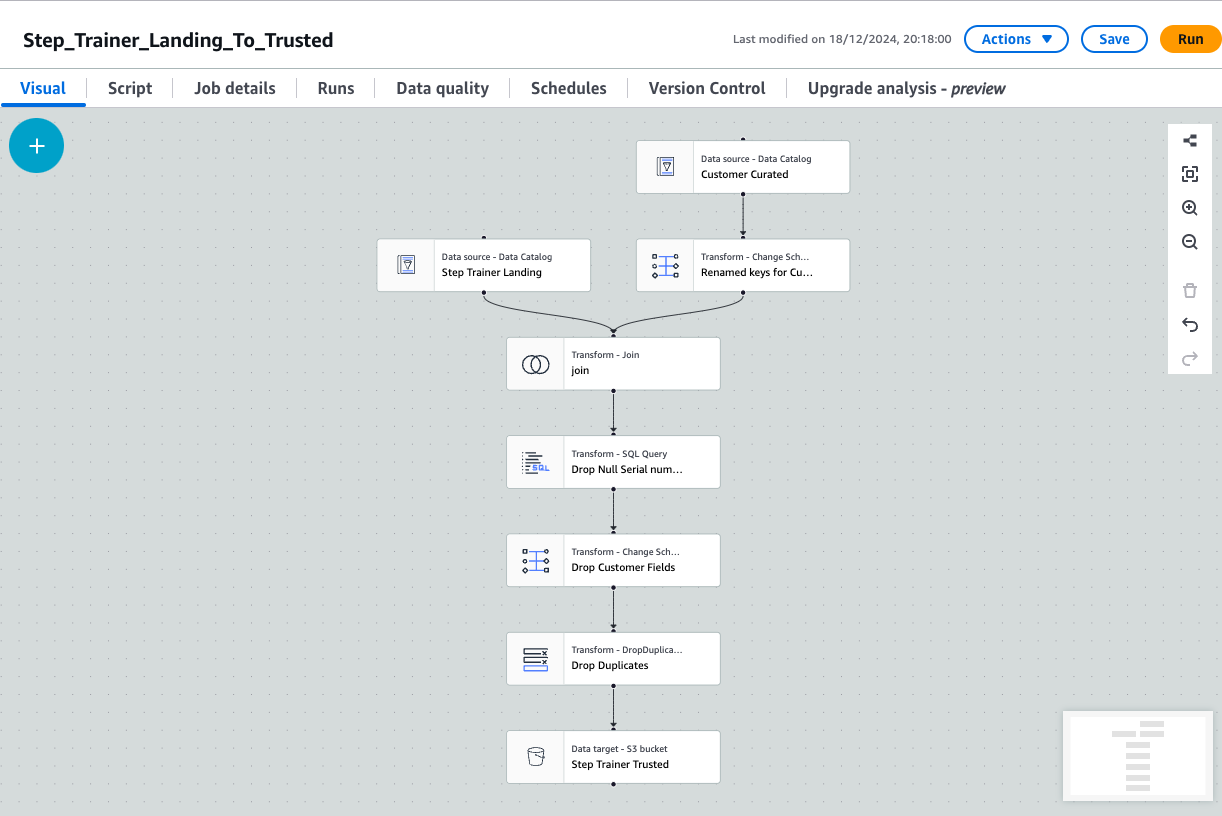 Step_Trainer_Landing_To_Trusted
Last modified on 18/12/2024, 20:18:00
Actions
Save
Run
Visual
Script
Job details
Runs
Data quality
Schedules
Version Control
Upgrade analysis - preview
Data source - Data Catalog
Customer Curated
Data source - Data Catalog
Step Trainer Landing
Transform - Change Sch...
Renamed keys for Cu...
Transform - Join
join
Transform - SQL Query
Drop Null Serial num...
SQL
Transform - Change Sch...
Drop Customer Fields
Transform - DropDuplica...
Drop Duplicates
Data target - S3 bucket
Step Trainer Trusted